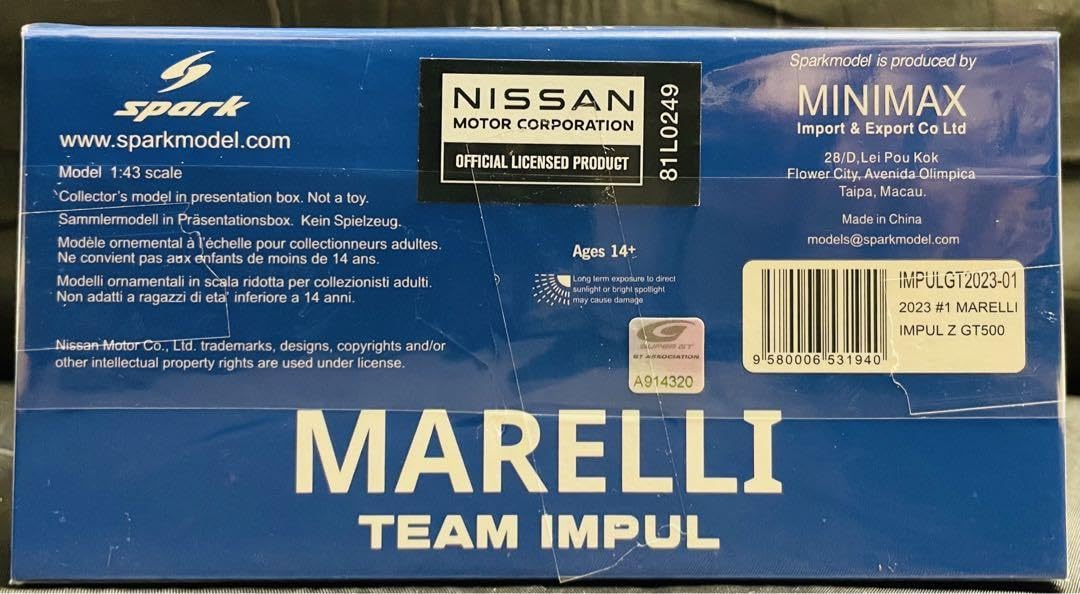 spark
www.sparkmodel.com
Model 1:43 scale
Collector's model in presentation box. Not a toy.
Sammlermodell in Präsentationsbox. Kein Spielzeug.
Modèle ornemental à l'échelle pour collectionneurs adultes.
Ne convient pas aux enfants de moins de 14 ans.
Modelli ornamentali in scala ridotta per collezionisti adulti.
Non adatti a ragazzi di eta' inferiore a 14 anni.
Nissan Motor Co., Ltd. trademarks, designs, copyrights and/or
other intellectual property rights are used under license.
NISSAN
MOTOR CORPORATION
OFFICIAL LICENSED PRODUCT
81L0249
Ages 14+
Long term exposure to direct
sunlight or bright spotlight
may cause damage
SUPER GT
GT ASSOCIATION
A914320
Sparkmodel is produced by
MINIMAX
Import & Export Co Ltd
28/D,Lei Pou Kok
Flower City, Avenida Olimpica
Taipa, Macau.
Made in China
models@sparkmodel.com
IMPULGT2023-01
2023 #1 MARELLI
IMPUL Z GT500
9 580006 531940
MARELLI
TEAM IMPUL